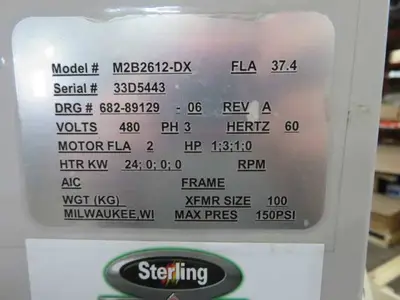 Model # M2B2612-DX FLA 37.4
Serial # 33D5443
DRG # 682-89129 - 06 REV A
VOLTS 480 PH 3 HERTZ 60
MOTOR FLA 2 HP 1;3;1;0
HTR KW 24; 0; 0; 0 RPM
AIC FRAME
WGT (KG) XFMR SIZE 100
MILWAUKEE,WI MAX PRES 150PSI
Sterling